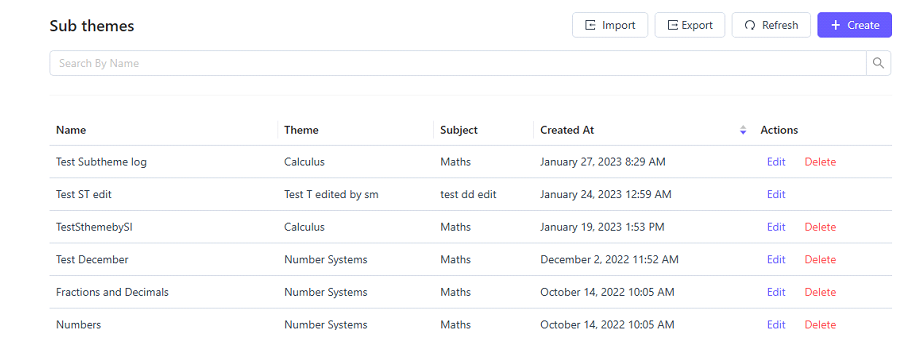 Sub themes Import Export Refresh + Create
Search By Name
Name Theme Subject Created At Actions
Test Subtheme log Calculus Maths January 27, 2023 8:29 AM Edit Delete
Test ST edit Test T edited by sm test dd edit January 24, 2023 12:59 AM Edit
TestSthemebySI Calculus Maths January 19, 2023 1:53 PM Edit Delete
Test December Number Systems Maths December 2, 2022 11:52 AM Edit Delete
Fractions and Decimals Number Systems Maths October 14, 2022 10:05 AM Edit Delete
Numbers Number Systems Maths October 14, 2022 10:05 AM Edit Delete